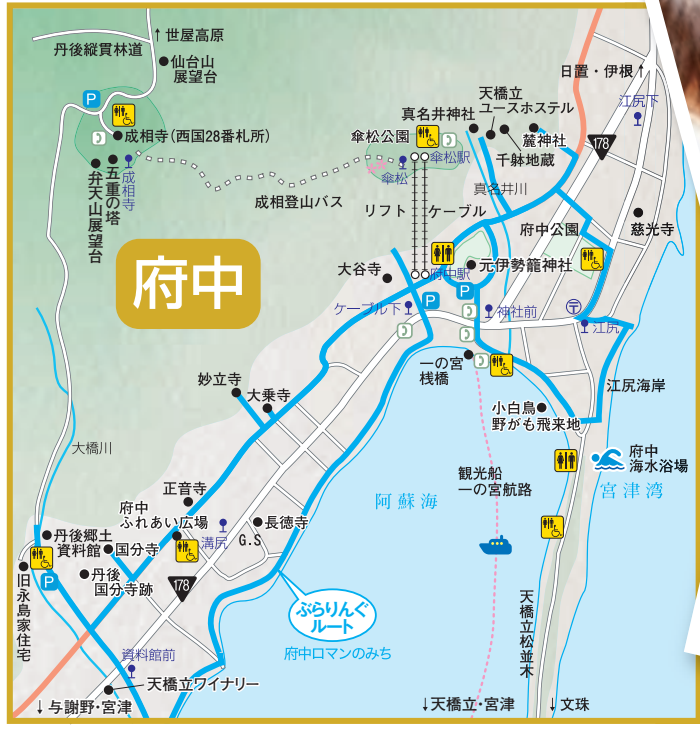 ↑世屋高原
丹後縦貫林道
仙台山
展望台
P
成相寺(西国28番札所)
成相寺
五重の塔
弁天山展望台
成相登山バス
傘松公園
傘松駅
傘松
リフト
ケーブル
真名井神社
天橋立
ユースホステル
麓神社
千躰地蔵
真名井川
日置・伊根↑
江尻下
178
府中公園
慈光寺
府中
大谷寺
府中駅
元伊勢籠神社
P
P
ケーブル下
神社前
〒
江尻
一の宮
桟橋
江尻海岸
小白鳥
野がも飛来地
妙立寺
大乗寺
大橋川
府中
海水浴場
宮津湾
阿蘇海
観光船
一の宮航路
正音寺
府中
ふれあい広場
溝尻
長徳寺
G.S
丹後郷土
資料館
国分寺
P
丹後
国分寺跡
旧永島家住宅
178
ぶらりんぐ
ルート
府中ロマンのみち
天橋立松並木
資料館前
天橋立ワイナリー
↓与謝野・宮津
↓天橋立・宮津
↓文珠